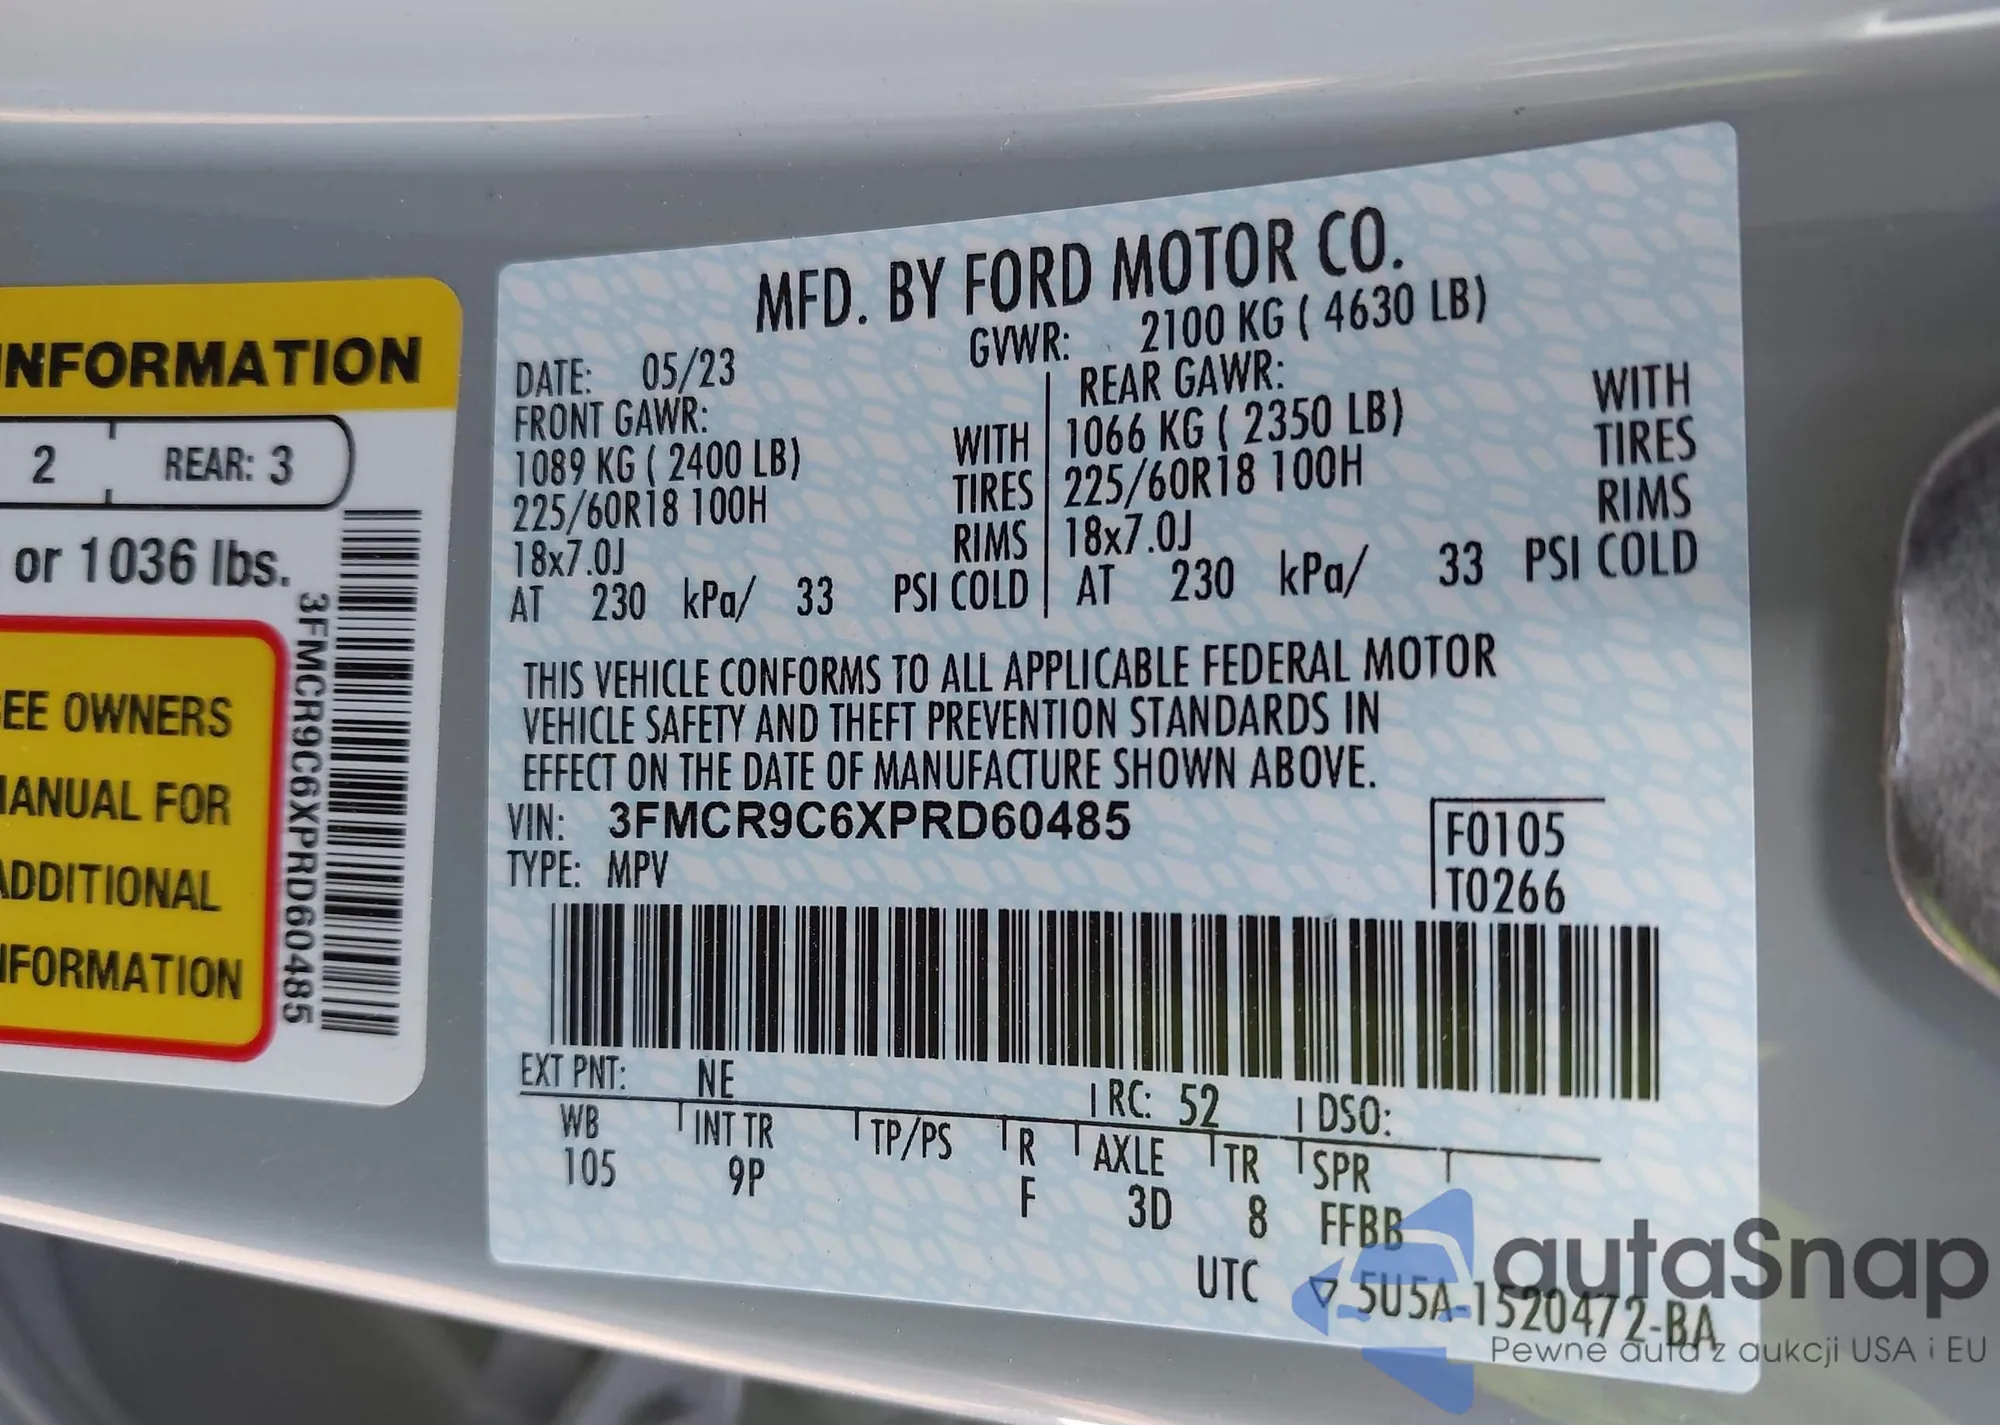 INFORMATION
2 REAR: 3
or 1036 lbs.
EE OWNERS
ANUAL FOR
ADDITIONAL
NFORMATION
3FMCR9C6XPRD60485
MFD. BY FORD MOTOR CO.
DATE: 05/23 GVWR: 2100 KG ( 4630 LB)
FRONT GAWR: REAR GAWR:
1089 KG ( 2400 LB) WITH 1066 KG ( 2350 LB) WITH
225/60R18 100H TIRES 225/60R18 100H TIRES
18x7.0J RIMS 18x7.0J RIMS
AT 230 kPa/ 33 PSI COLD AT 230 kPa/ 33 PSI COLD
THIS VEHICLE CONFORMS TO ALL APPLICABLE FEDERAL MOTOR
VEHICLE SAFETY AND THEFT PREVENTION STANDARDS IN
EFFECT ON THE DATE OF MANUFACTURE SHOWN ABOVE.
VIN: 3FMCR9C6XPRD60485 F0105
TYPE: MPV T0266
EXT PNT: NE RC: 52 DSO:
WB INT TR TP/PS R AXLE TR SPR
105 9P F 3D 8 FFBB
UTC ▽ 5U5A-1520472-BA
autaSnap
Pewne auta z aukcji USA i EU